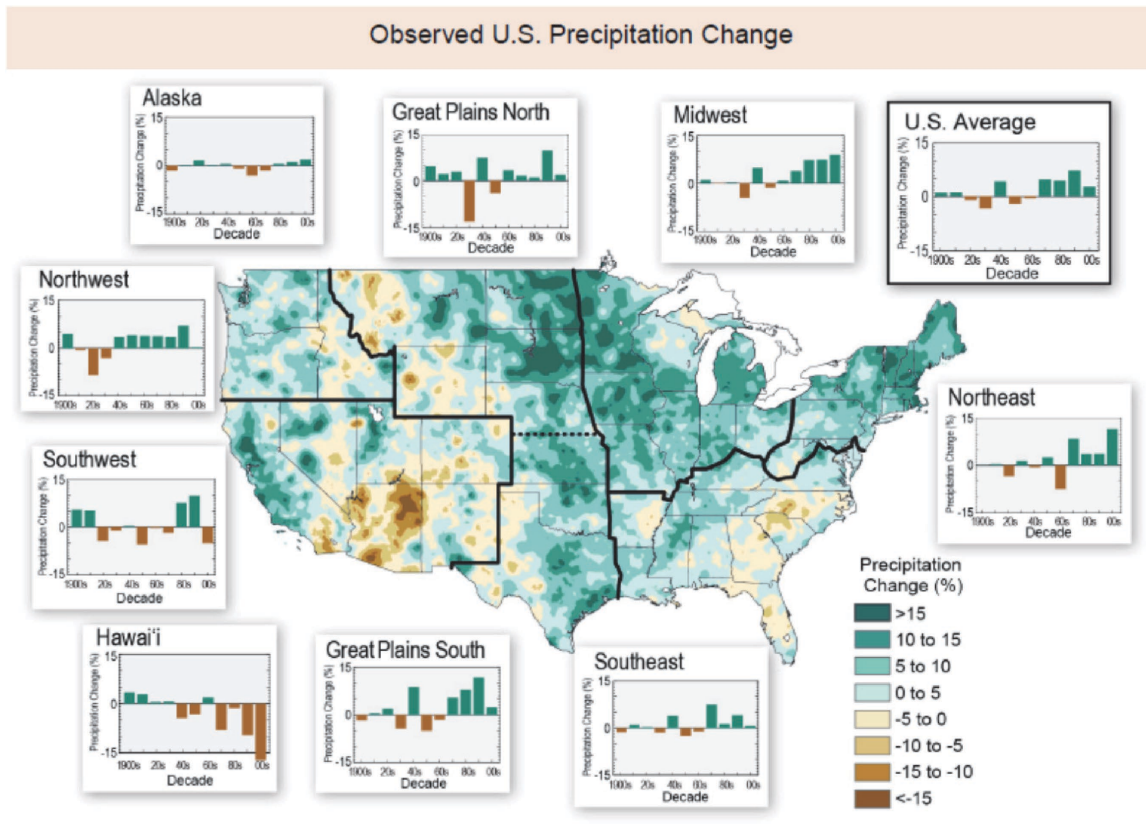 Observed U.S. Precipitation Change
Alaska
Precipitation Change (%)
15
0
-15
1900s 20s 40s 60s 80s 00s
Decade
Great Plains North
Precipitation Change (%)
15
0
-15
1900s 20s 40s 60s 80s 00s
Decade
Midwest
Precipitation Change (%)
15
0
-15
1900s 20s 40s 60s 80s 00s
Decade
U.S. Average
Precipitation Change (%)
15
0
-15
1900s 20s 40s 60s 80s 00s
Decade
Northwest
Precipitation Change (%)
15
0
-15
1900s 20s 40s 60s 80s 00s
Decade
Northeast
Precipitation Change (%)
15
0
-15
1900s 20s 40s 60s 80s 00s
Decade
Southwest
Precipitation Change (%)
15
0
-15
1900s 20s 40s 60s 80s 00s
Decade
Hawai'i
Precipitation Change (%)
15
0
-15
1900s 20s 40s 60s 80s 00s
Decade
Great Plains South
Precipitation Change (%)
15
0
-15
1900s 20s 40s 60s 80s 00s
Decade
Southeast
Precipitation Change (%)
15
0
-15
1900s 20s 40s 60s 80s 00s
Decade
Precipitation
Change (%)
>15
10 to 15
5 to 10
0 to 5
-5 to 0
-10 to -5
-15 to -10
<-15